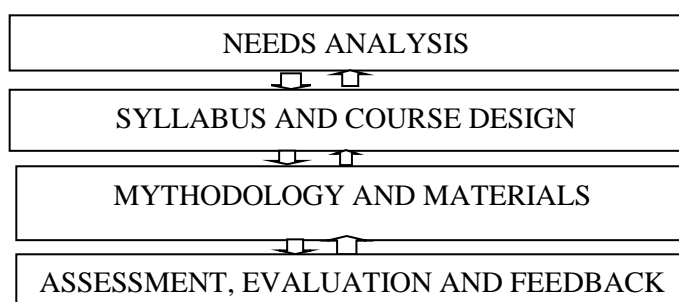 NEEDS ANALYSIS
SYLLABUS AND COURSE DESIGN
MYTHODOLOGY AND MATERIALS
ASSESSMENT, EVALUATION AND FEEDBACK